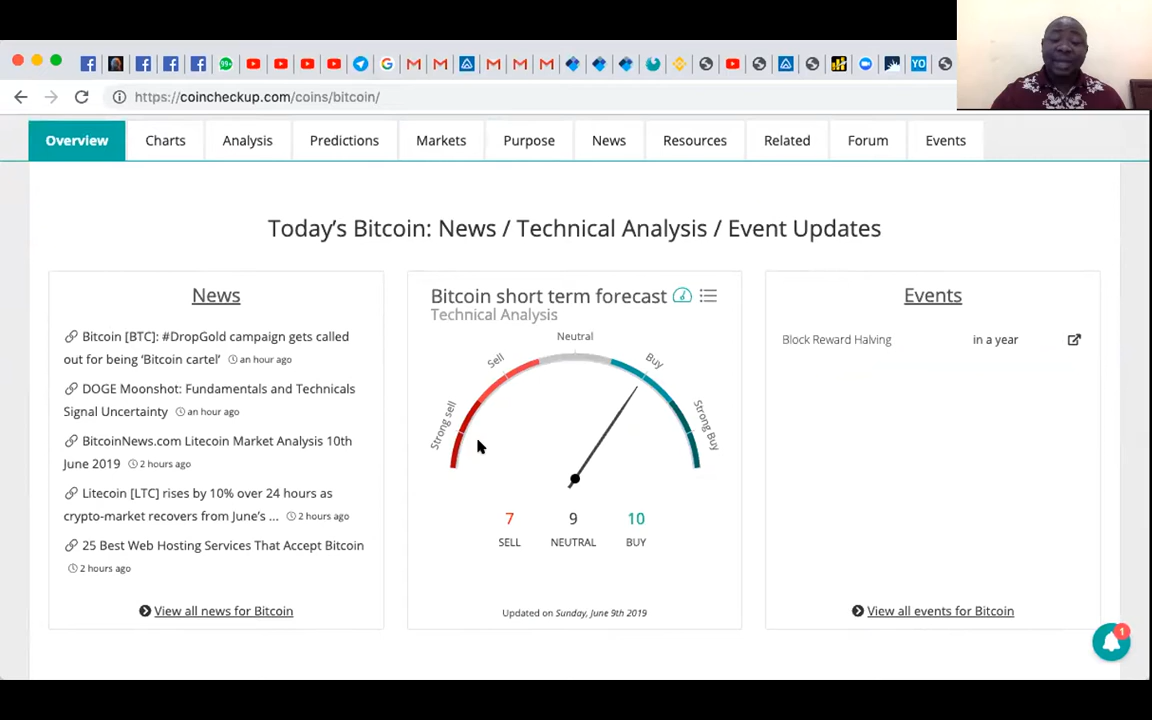 99+
YO
https://coincheckup.com/coins/bitcoin/
Overview Charts Analysis Predictions Markets Purpose News Resources Related Forum Events
Today's Bitcoin: News / Technical Analysis / Event Updates
News
Bitcoin [BTC]: #DropGold campaign gets called
out for being 'Bitcoin cartel' an hour ago
DOGE Moonshot: Fundamentals and Technicals
Signal Uncertainty an hour ago
BitcoinNews.com Litecoin Market Analysis 10th
June 2019 2 hours ago
Litecoin [LTC] rises by 10% over 24 hours as
crypto-market recovers from June's ... 2 hours ago
25 Best Web Hosting Services That Accept Bitcoin
2 hours ago
View all news for Bitcoin
Bitcoin short term forecast
Technical Analysis
Neutral
Sell
Buy
Strong sell
Strong Buy
7 9 10
SELL NEUTRAL BUY
Updated on Sunday, June 9th 2019
Events
Block Reward Halving in a year
View all events for Bitcoin
1